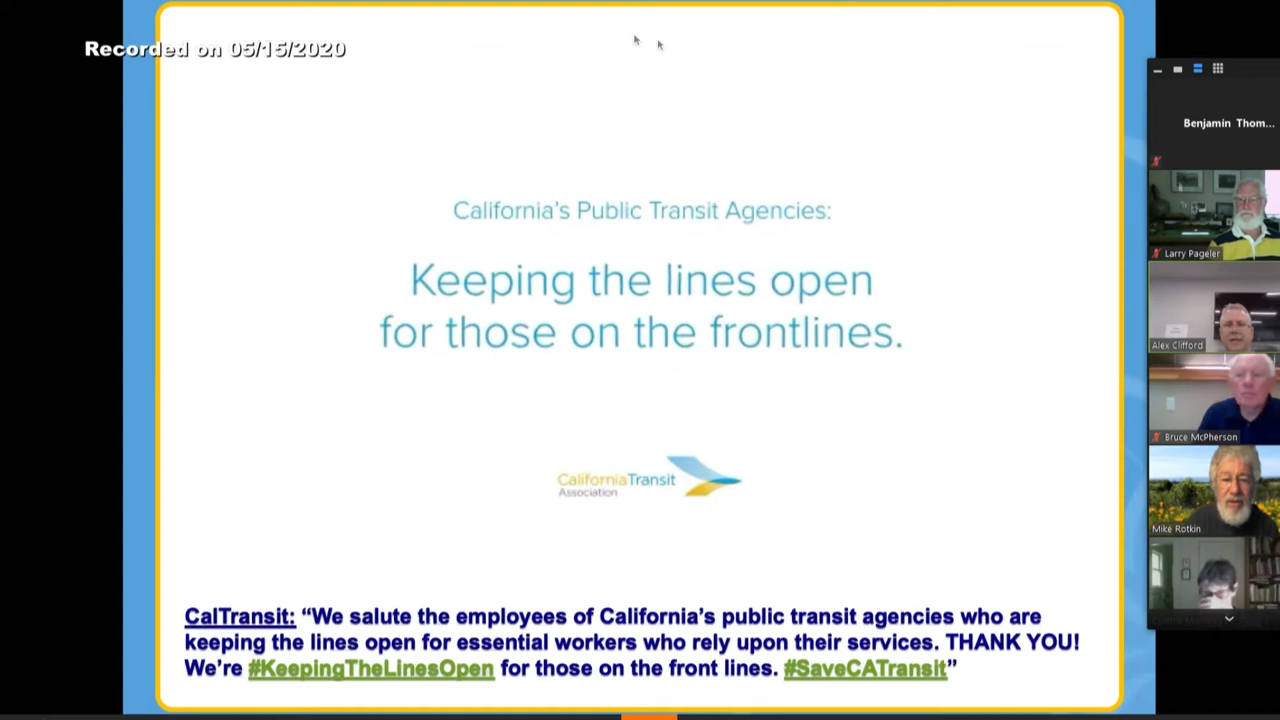 Recorded on 05/15/2020
California's Public Transit Agencies:
Keeping the lines open
for those on the frontlines.
CaliforniaTransit
Association
CalTransit: “We salute the employees of California’s public transit agencies who are
keeping the lines open for essential workers who rely upon their services. THANK YOU!
We’re #KeepingTheLinesOpen for those on the front lines. #SaveCATransit”
Benjamin Thom...
Larry Pageler
Alex Clifford
Bruce McPherson
Mike Rotkin